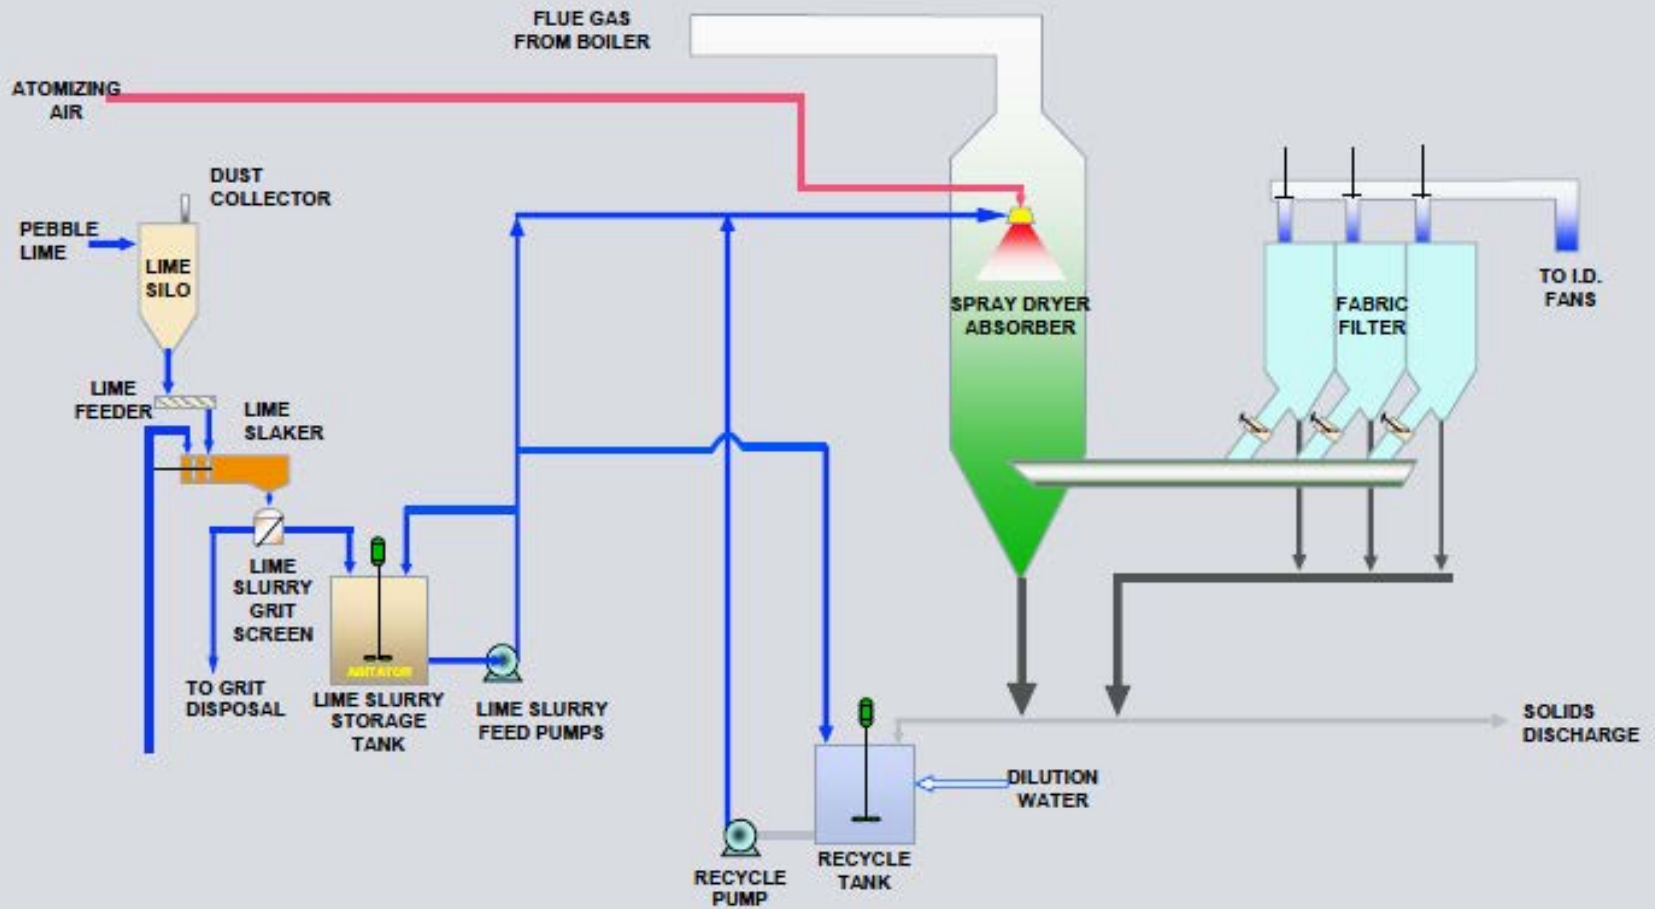 FLUE GAS
FROM BOILER
ATOMIZING
AIR
DUST
COLLECTOR
PEBBLE
LIME
LIME
SILO
SPRAY DRYER
ABSORBER
FABRIC
FILTER
TO I.D.
FANS
LIME
FEEDER
LIME
SLAKER
LIME
SLURRY
GRIT
SCREEN
AGITATOR
TO GRIT
DISPOSAL
LIME SLURRY
STORAGE
TANK
LIME SLURRY
FEED PUMPS
SOLIDS
DISCHARGE
DILUTION
WATER
RECYCLE
TANK
RECYCLE
PUMP